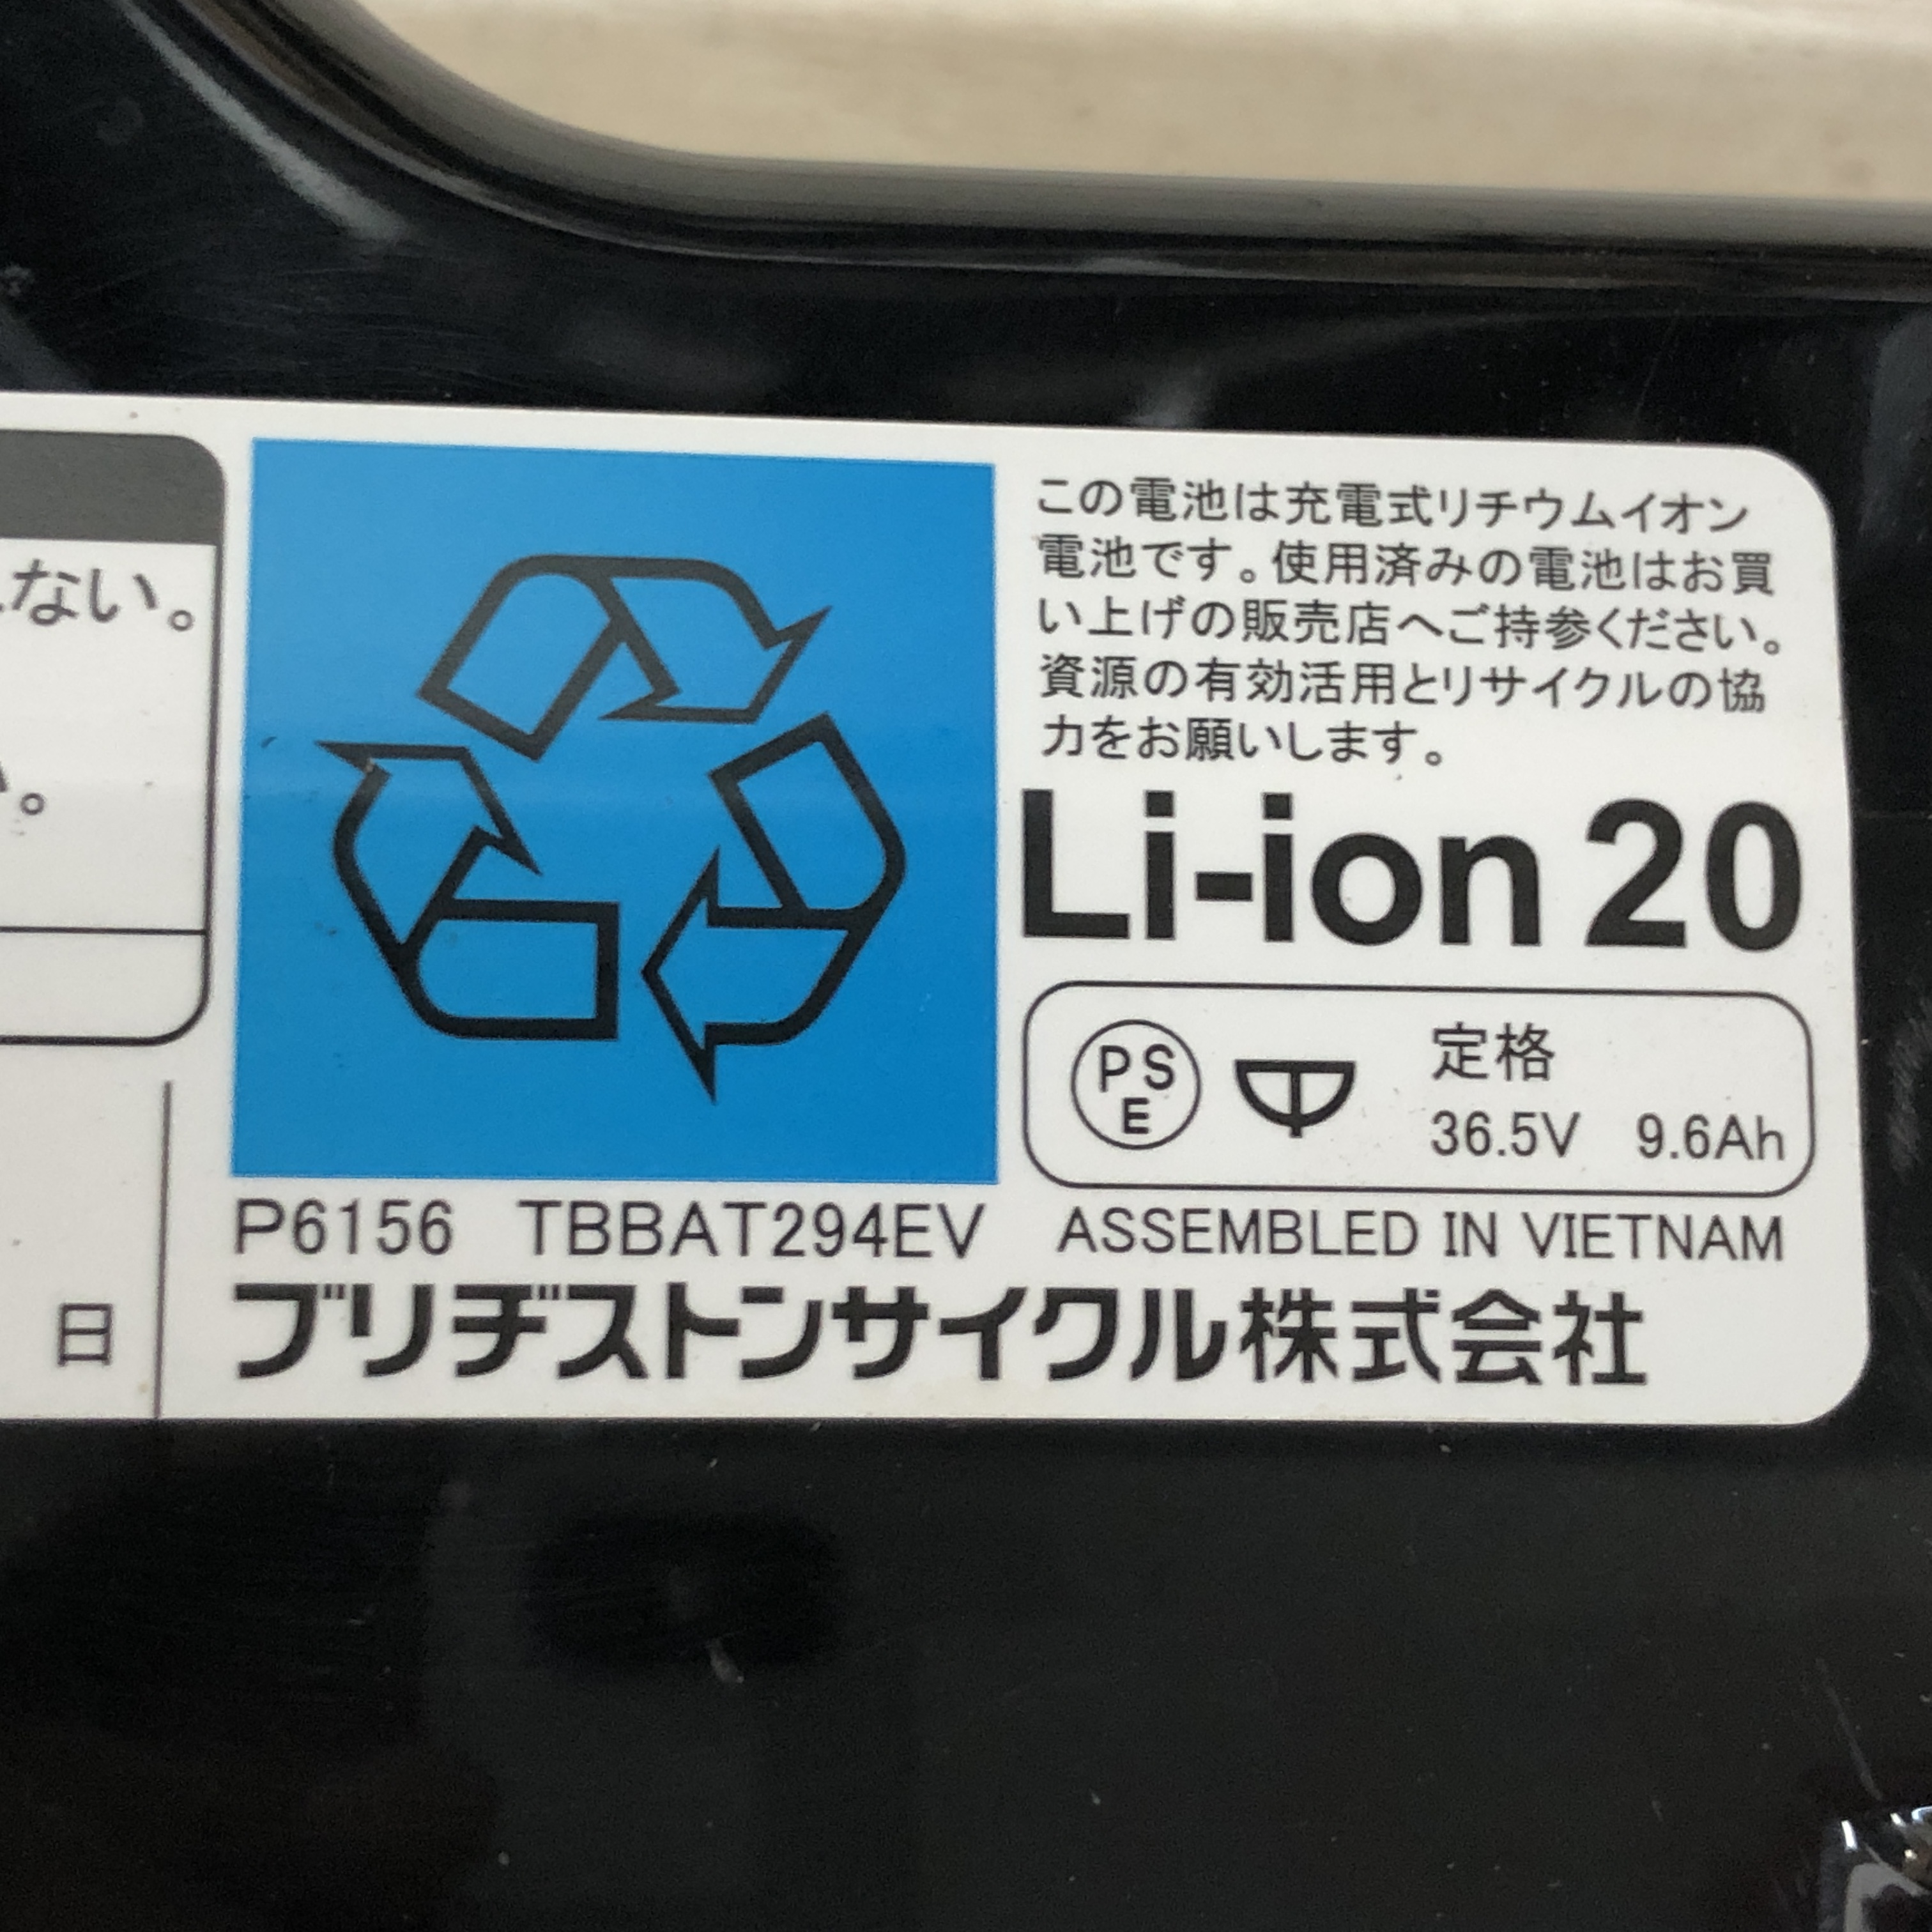 ない。
い。
日
この電池は充電式リチウムイオン
電池です。使用済みの電池はお買
い上げの販売店へご持参ください。
資源の有効活用とリサイクルの協
力をお願いします。
Li-ion 20
PSE
定格
36.5V 9.6Ah
P6156 TBBAT294EV ASSEMBLED IN VIETNAM
ブリヂストンサイクル株式会社